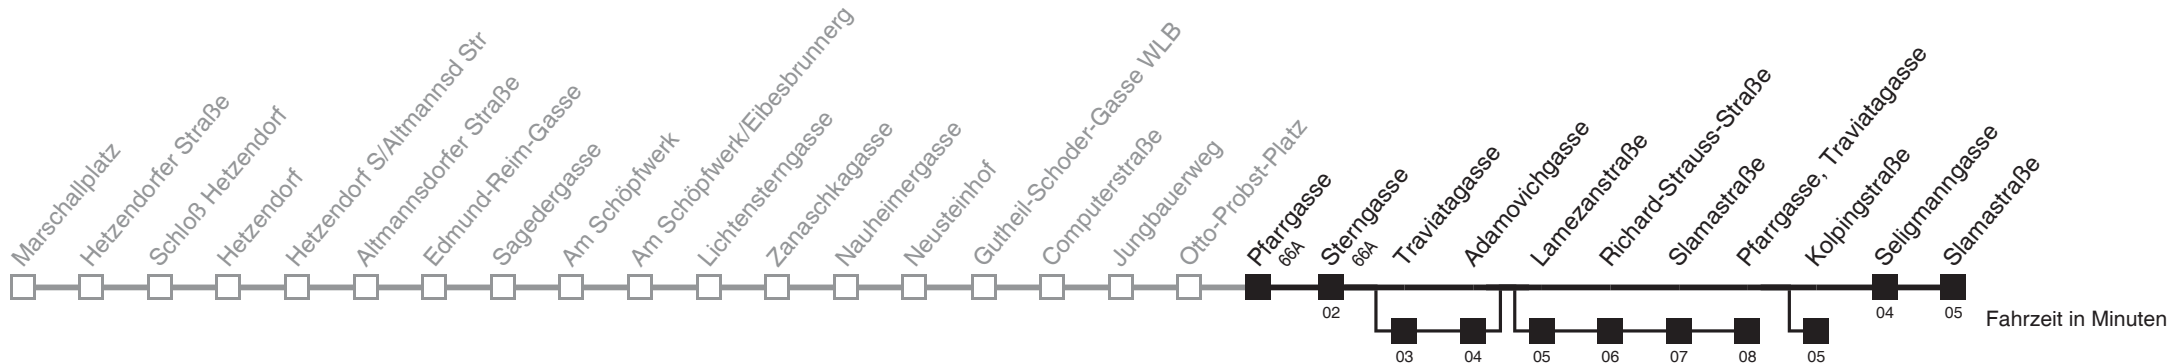 Marschallplatz
Hetzendorfer Straße
Schloß Hetzendorf
Hetzendorf
Hetzendorf S/Altmannsd Str
Altmannsdorfer Straße
Edmund-Reim-Gasse
Sagedergasse
Am Schöpfwerk
Am Schöpfwerk/Eibesbrunnerg
Lichtensterngasse
Zanaschkagasse
Nauheimergasse
Neusteinhof
Gutheil-Schoder-Gasse WLB
Computerstraße
Jungbauerweg
Otto-Probst-Platz
Pfarrgasse
66A
Sterngasse
66A
Traviatagasse
Adamovichgasse
Lamezanstraße
Richard-Strauss-Straße
Slamastraße
Pfarrgasse, Traviatagasse
Kolpingstraße
Seligmanngasse
Slamastraße
02
04
05
Fahrzeit in Minuten
03
04
05
06
07
08
05